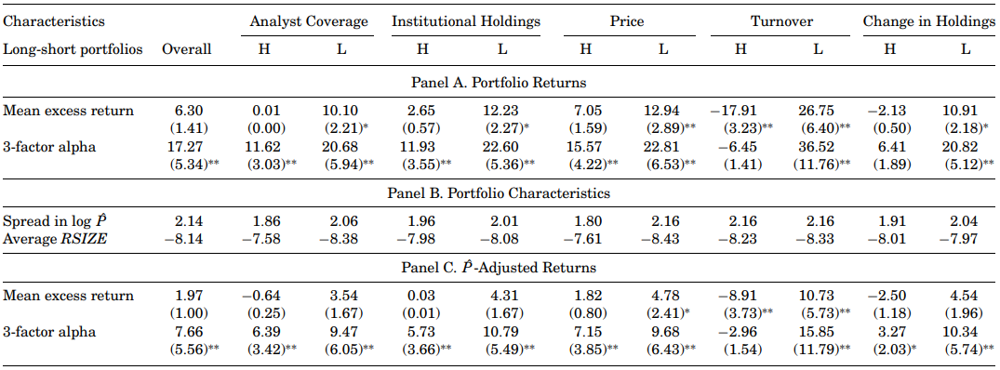 Characteristics Analyst Coverage Institutional Holdings Price Turnover Change in Holdings
Long-short portfolios Overall H L H L H L H L H L
Panel A. Portfolio Returns
Mean excess return 6.30 0.01 10.10 2.65 12.23 7.05 12.94 −17.91 26.75 −2.13 10.91
(1.41) (0.00) (2.21)* (0.57) (2.27)* (1.59) (2.89)** (3.23)** (6.40)** (0.50) (2.18)*
3-factor alpha 17.27 11.62 20.68 11.93 22.60 15.57 22.81 −6.45 36.52 6.41 20.82
(5.34)** (3.03)** (5.94)** (3.55)** (5.36)** (4.22)** (6.53)** (1.41) (11.76)** (1.89) (5.12)**
Panel B. Portfolio Characteristics
Spread in log P̂ 2.14 1.86 2.06 1.96 2.01 1.80 2.16 2.16 2.16 1.91 2.04
Average RSIZE −8.14 −7.58 −8.38 −7.98 −8.08 −7.61 −8.43 −8.23 −8.33 −8.01 −7.97
Panel C. P̂-Adjusted Returns
Mean excess return 1.97 −0.64 3.54 0.03 4.31 1.82 4.78 −8.91 10.73 −2.50 4.54
(1.00) (0.25) (1.67) (0.01) (1.67) (0.80) (2.41)* (3.73)** (5.73)** (1.18) (1.96)
3-factor alpha 7.66 6.39 9.47 5.73 10.79 7.15 9.68 −2.96 15.85 3.27 10.34
(5.56)** (3.42)** (6.05)** (3.66)** (5.49)** (3.85)** (6.43)** (1.54) (11.79)** (2.03)* (5.74)**